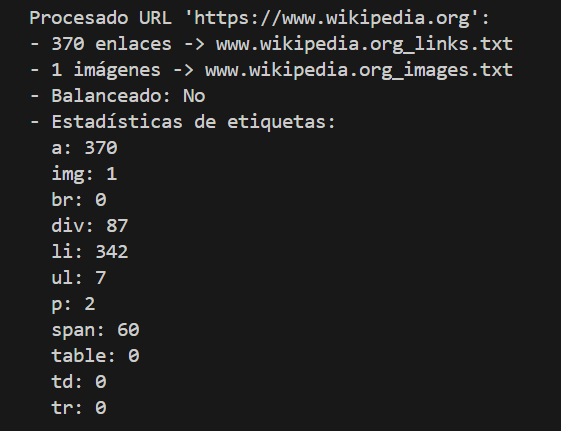 Procesado URL 'https://www.wikipedia.org':
- 370 enlaces -> www.wikipedia.org_links.txt
- 1 imágenes -> www.wikipedia.org_images.txt
- Balanceado: No
- Estadísticas de etiquetas:
a: 370
img: 1
br: 0
div: 87
li: 342
ul: 7
p: 2
span: 60
table: 0
td: 0
tr: 0